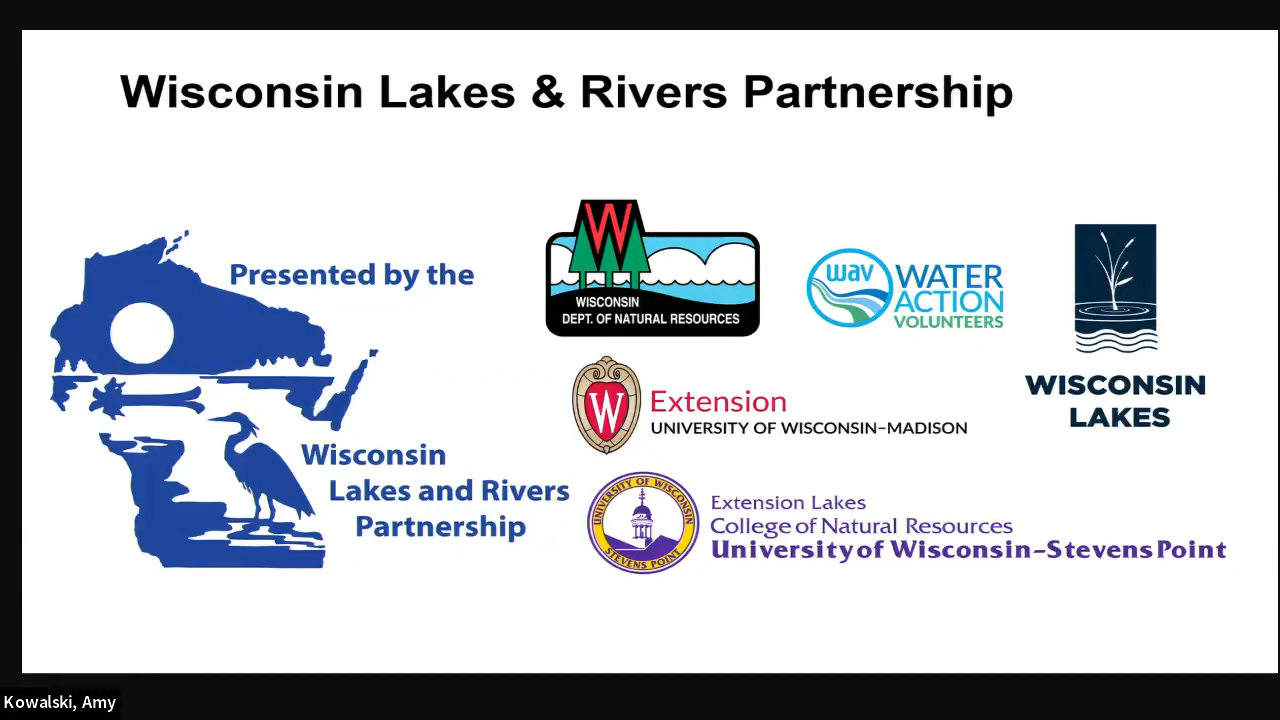 Wisconsin Lakes & Rivers Partnership
Presented by the
Wisconsin
Lakes and Rivers
Partnership
W
WISCONSIN
DEPT. OF NATURAL RESOURCES
wav
WATER
ACTION
VOLUNTEERS
WISCONSIN
LAKES
W
Extension
UNIVERSITY OF WISCONSIN–MADISON
UNIVERSITY OF WISCONSIN
STEVENS POINT
Extension Lakes
College of Natural Resources
University of Wisconsin-Stevens Point
Kowalski, Amy